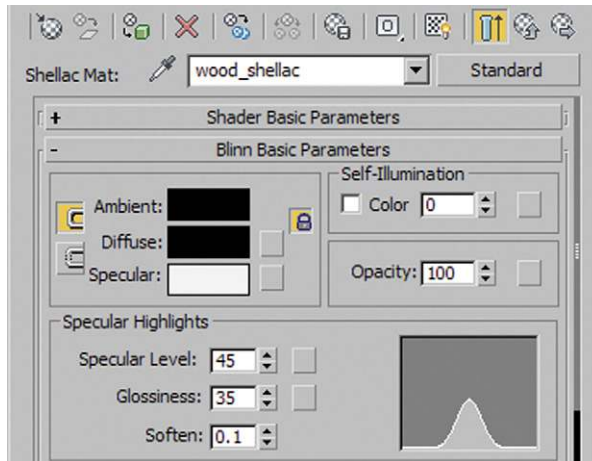 0
Shellac Mat: wood_shellac Standard
+ Shader Basic Parameters
- Blinn Basic Parameters
Self-Illumination
Ambient: Color 0
Diffuse:
Specular: Opacity: 100
Specular Highlights
Specular Level: 45
Glossiness: 35
Soften: 0.1